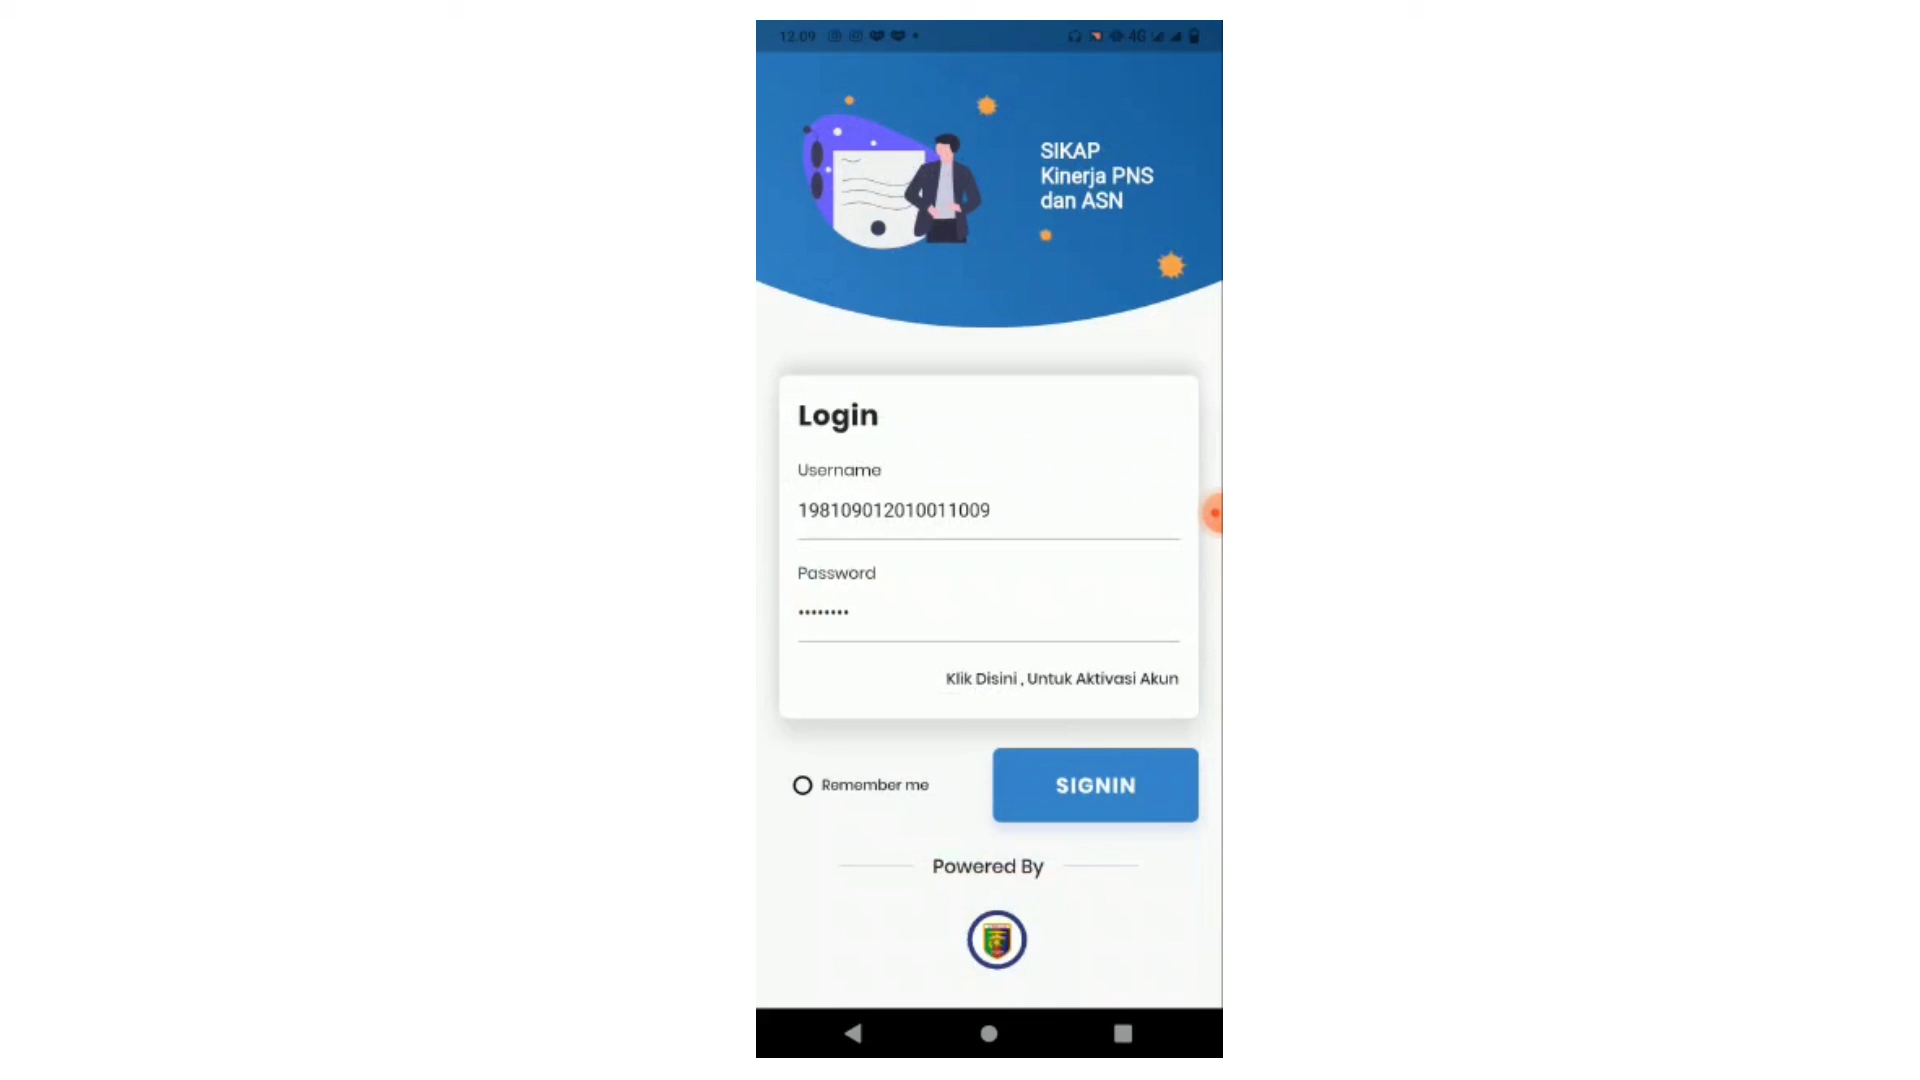 12.09 4G
SIKAP
Kinerja PNS
dan ASN
Login
Username
198109012010011009
Password
••••••••
Klik Disini , Untuk Aktivasi Akun
Remember me
SIGNIN
Powered By